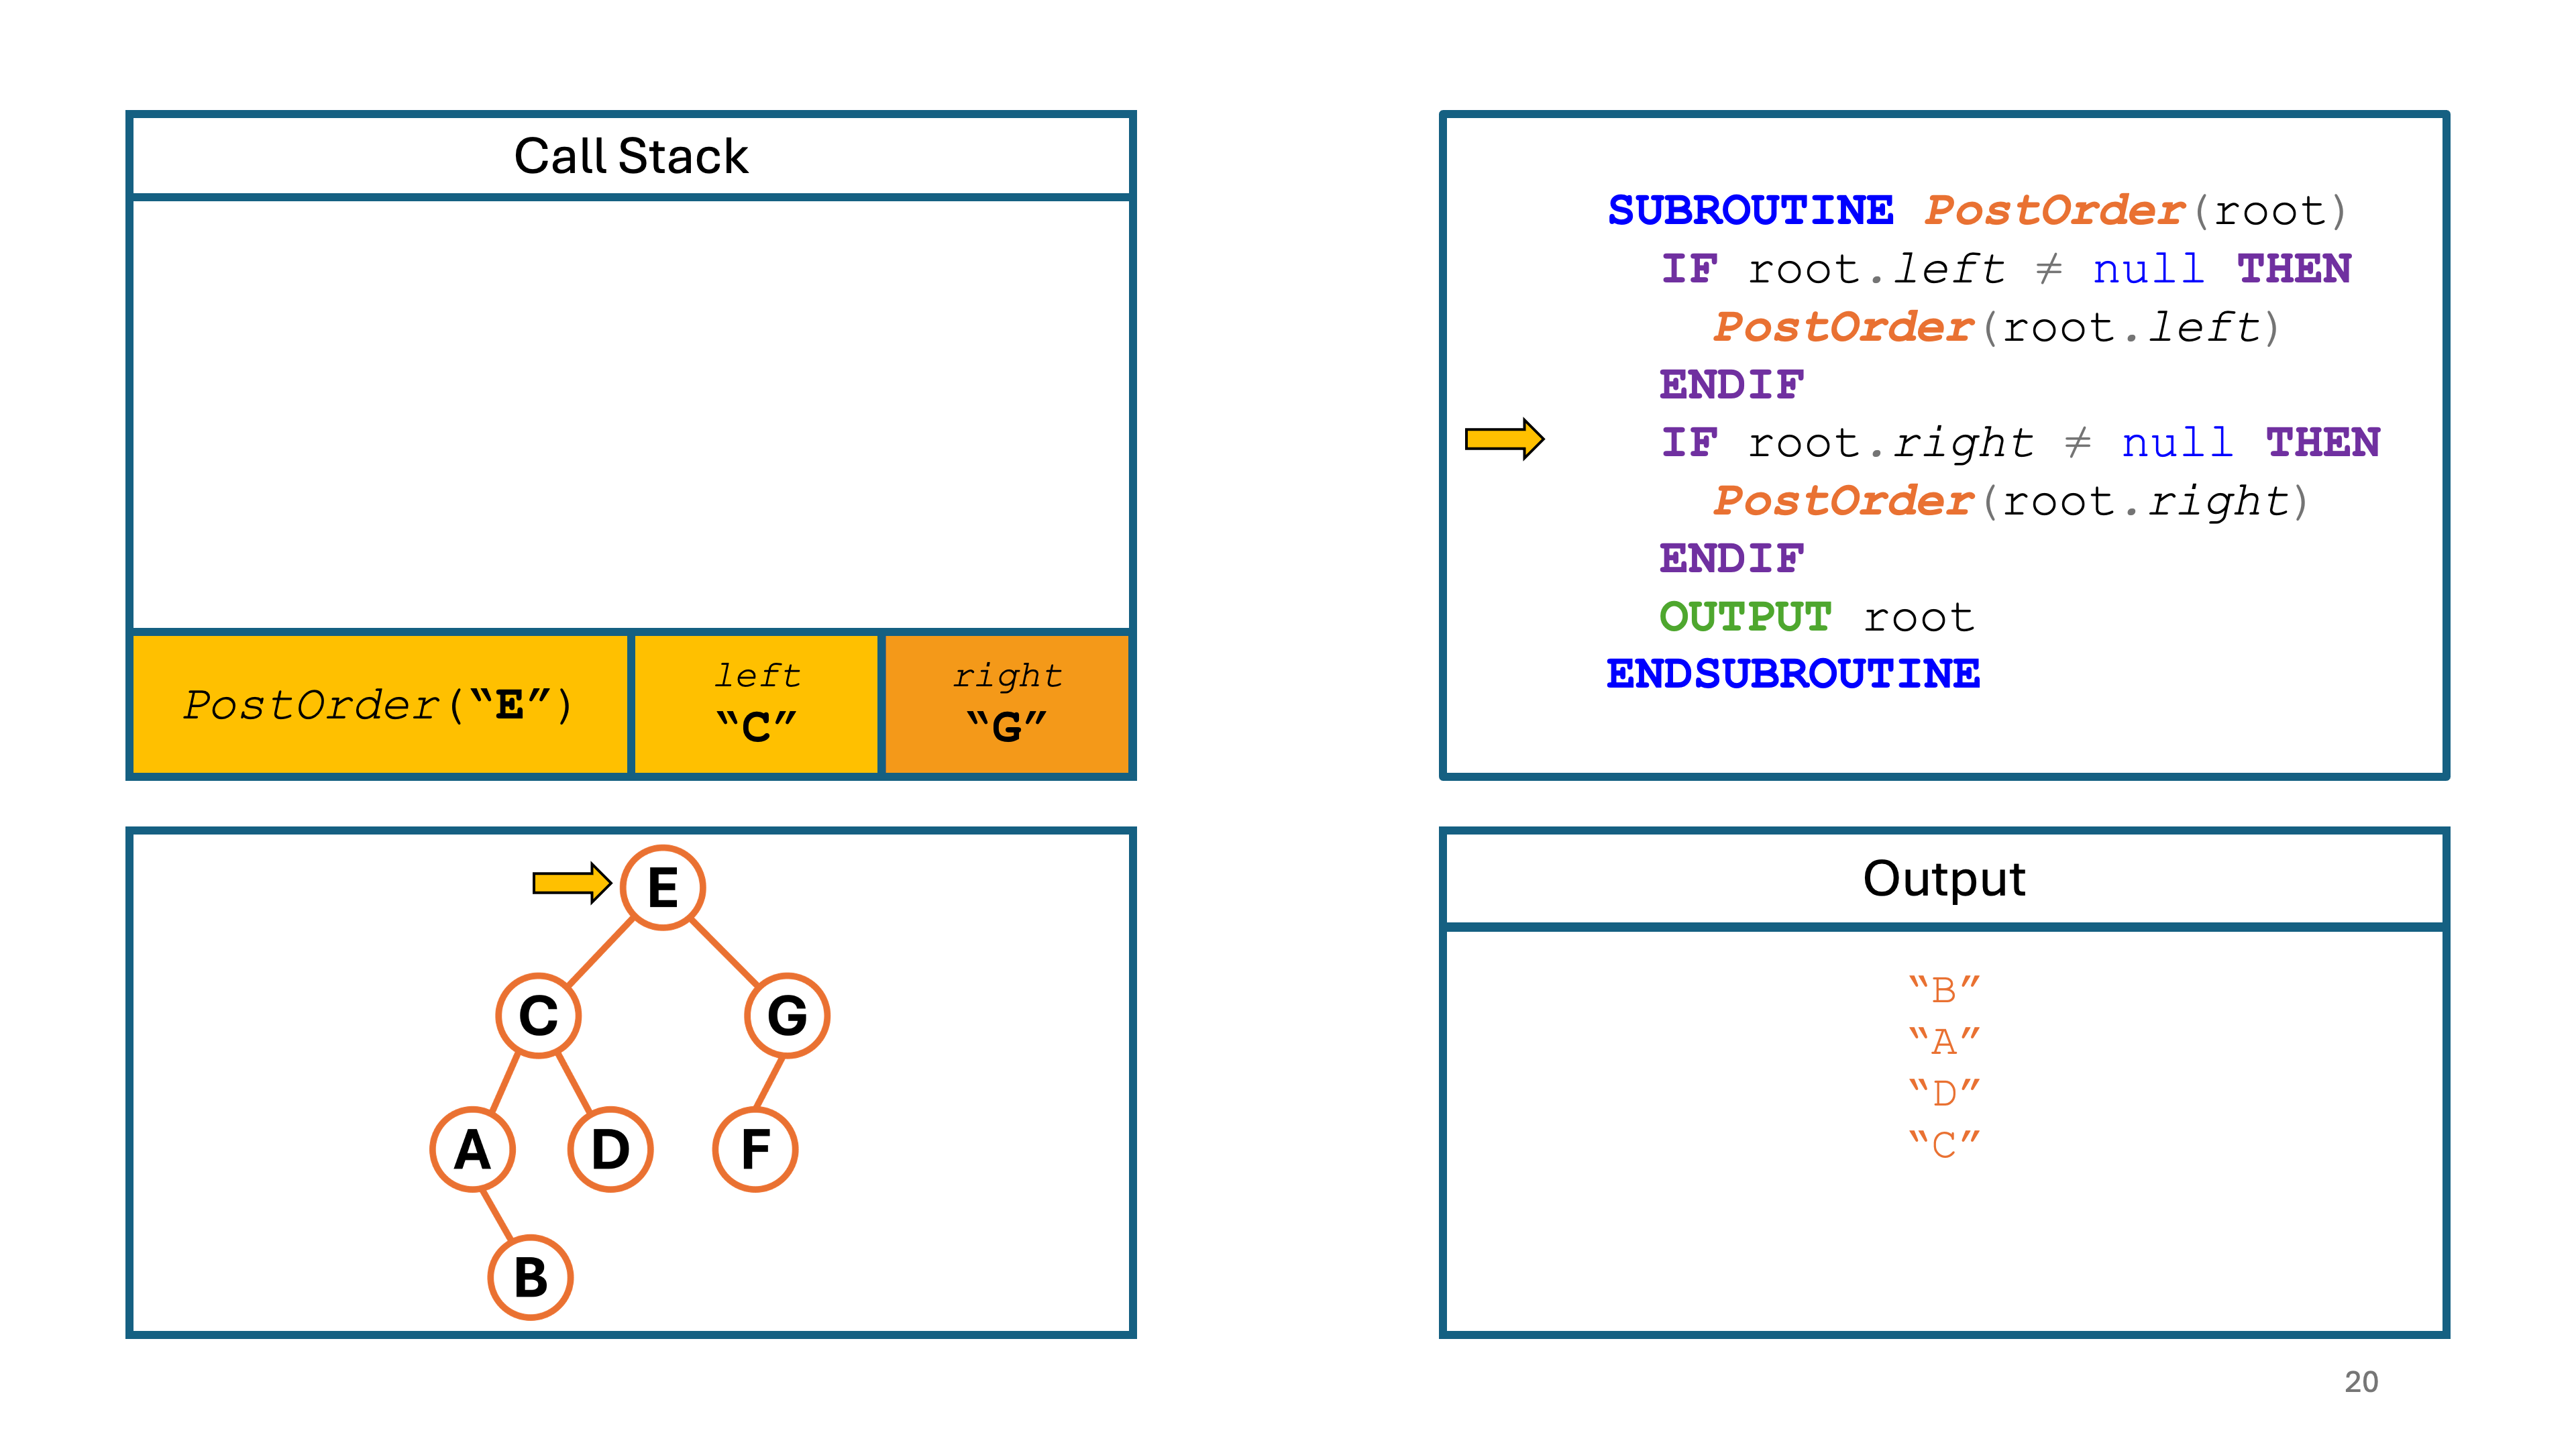 Call Stack
PostOrder(“E”)
left
“C”
right
“G”
SUBROUTINE PostOrder(root)
IF root.left ≠ null THEN
PostOrder(root.left)
ENDIF
IF root.right ≠ null THEN
PostOrder(root.right)
ENDIF
OUTPUT root
ENDSUBROUTINE
E
C
G
A
D
F
B
Output
“B”
“A”
“D”
“C”
20